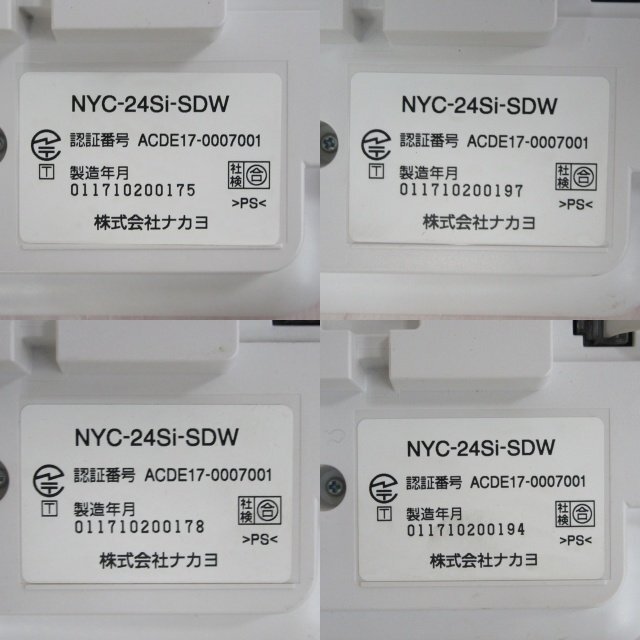 NYC-24Si-SDW
認証番号 ACDE17-0007001
T
製造年月
011710200175
社検 合
>PS<
株式会社ナカヨ
NYC-24Si-SDW
認証番号 ACDE17-0007001
T
製造年月
011710200197
社検 合
>PS<
株式会社ナカヨ
NYC-24Si-SDW
認証番号 ACDE17-0007001
T
製造年月
011710200178
社検 合
>PS<
株式会社ナカヨ
NYC-24Si-SDW
認証番号 ACDE17-0007001
T
製造年月
011710200194
社検 合
>PS<
株式会社ナカヨ